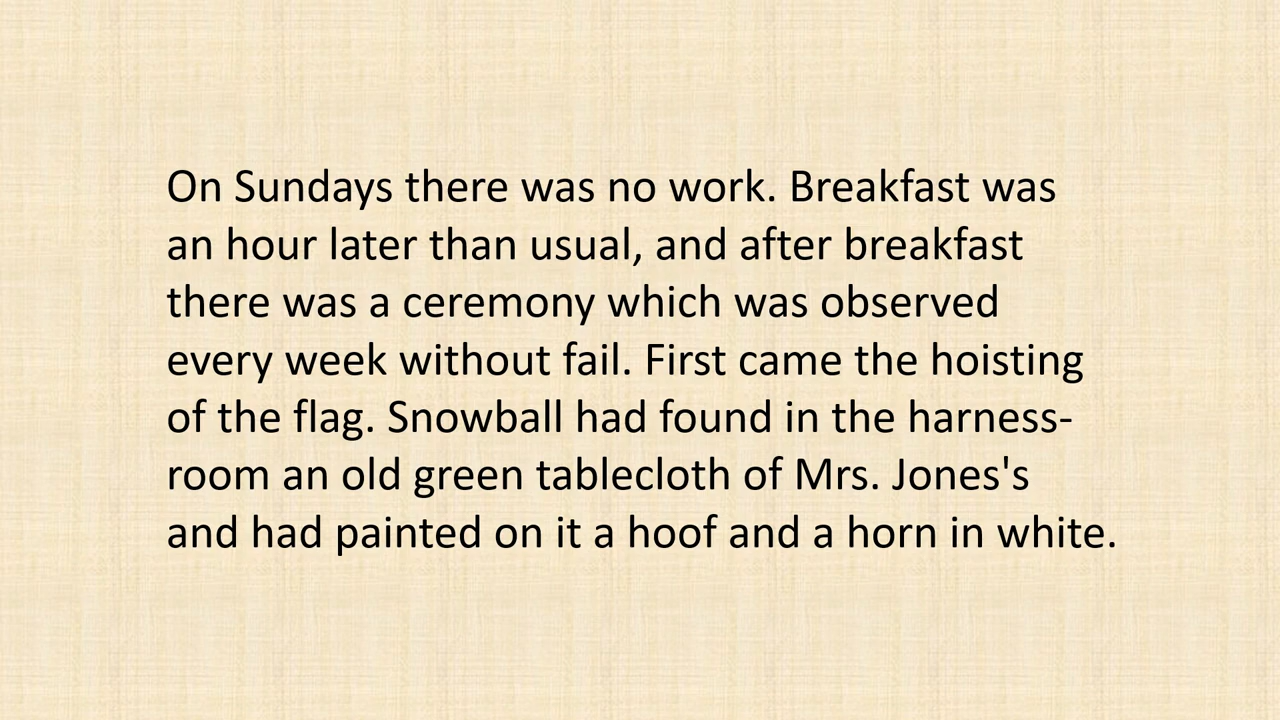 On Sundays there was no work. Breakfast was
an hour later than usual, and after breakfast
there was a ceremony which was observed
every week without fail. First came the hoisting
of the flag. Snowball had found in the harness-
room an old green tablecloth of Mrs. Jones's
and had painted on it a hoof and a horn in white.